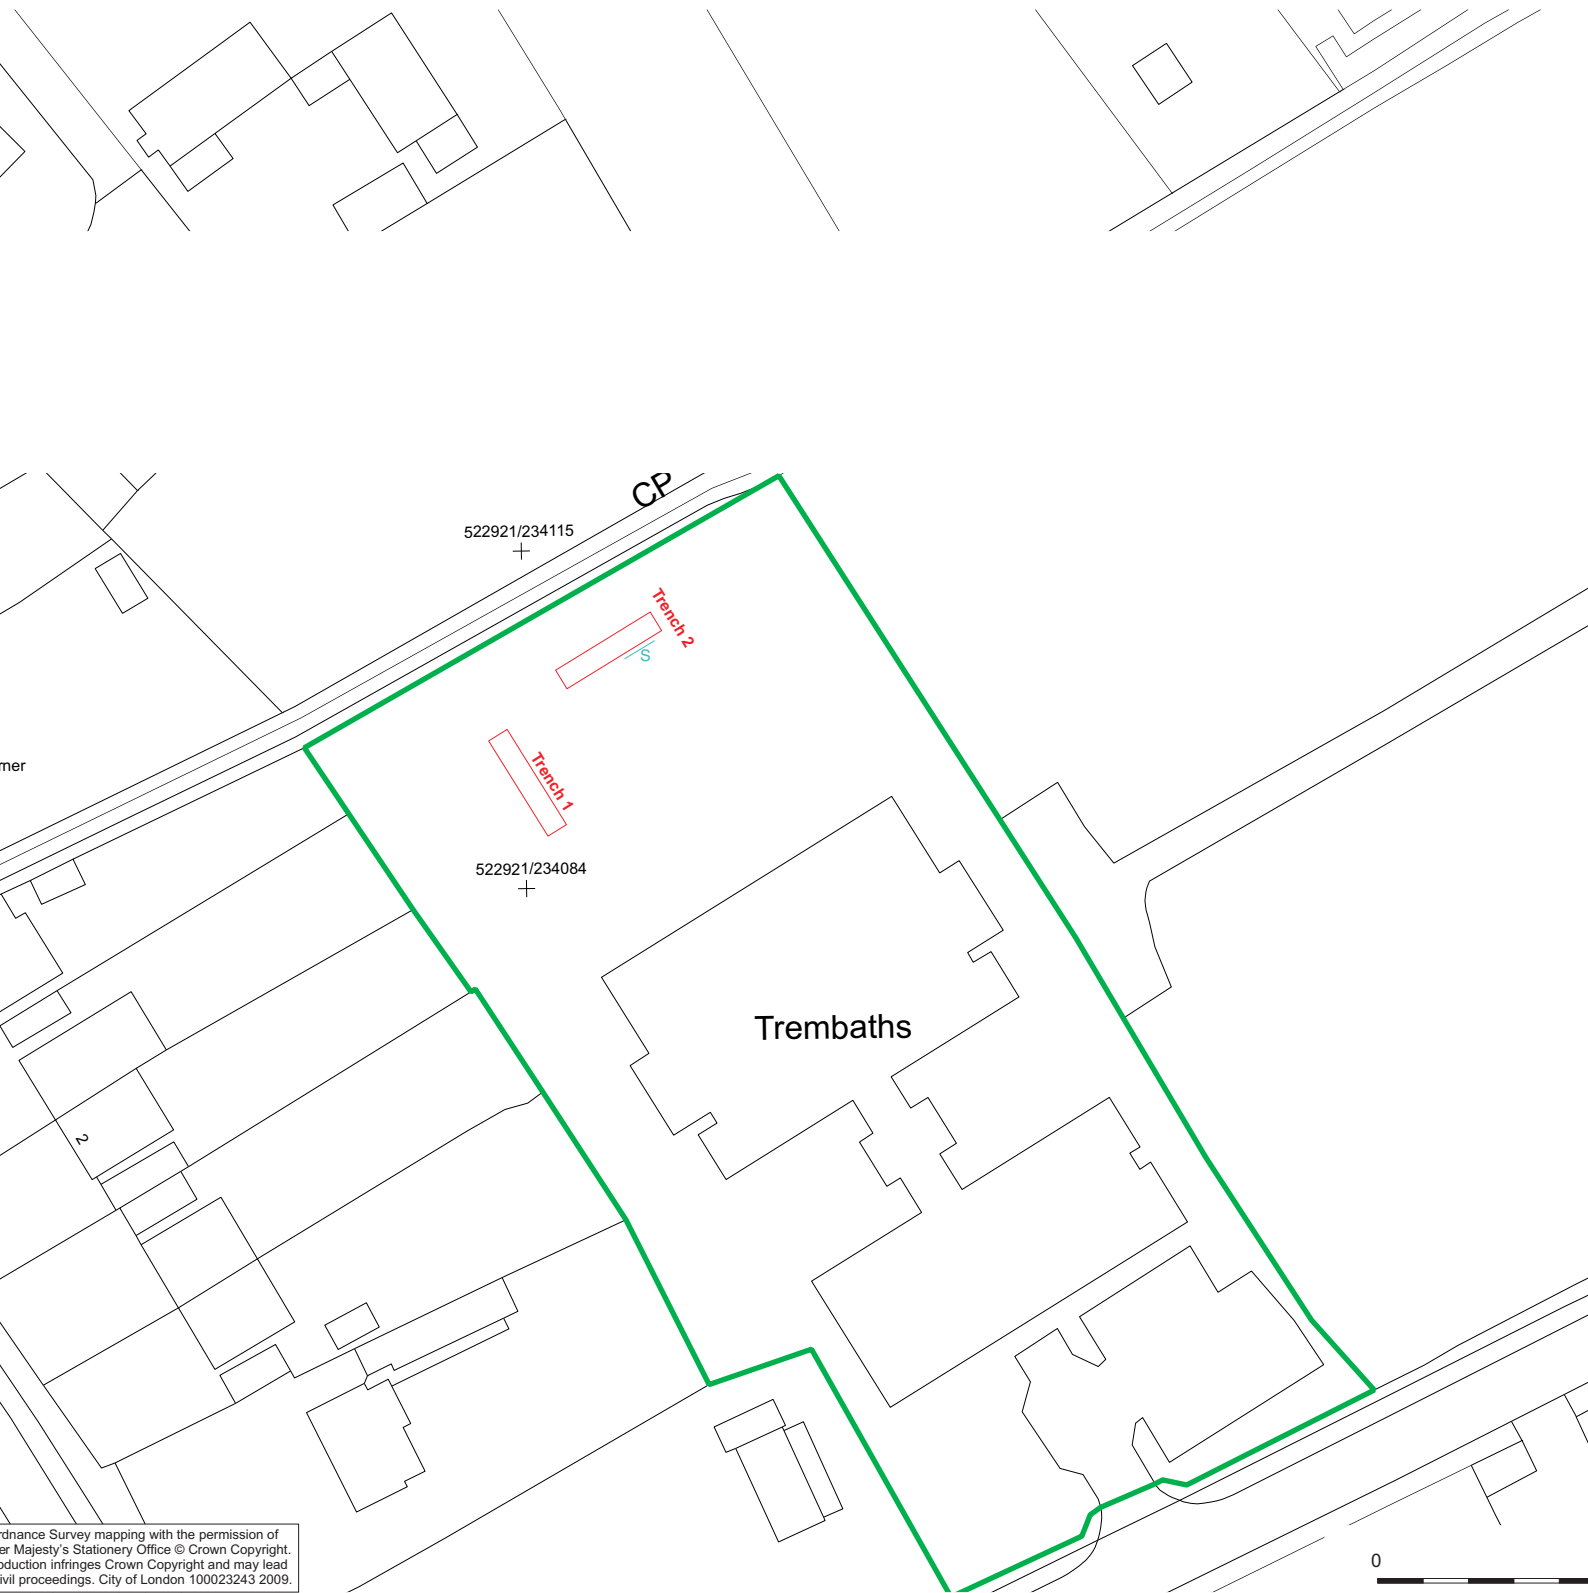 CP
522921/234115
Trench 2
S
Trench 1
522921/234084
Trembaths
2
0
rdnance Survey mapping with the permission of
er Majesty's Stationery Office © Crown Copyright.
oduction infringes Crown Copyright and may lead
ivil proceedings. City of London 100023243 2009.